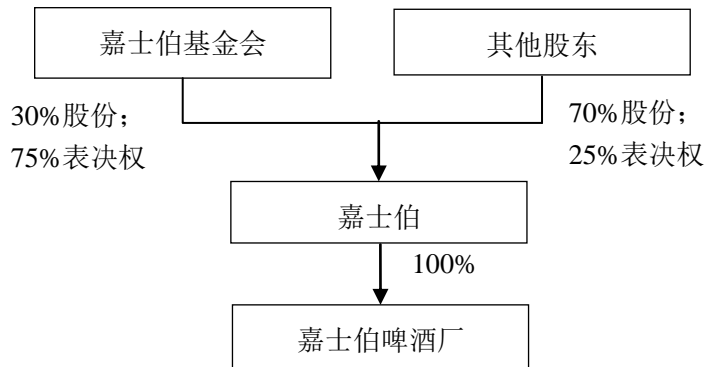 嘉士伯基金会
其他股东
30%股份；
75%表决权
70%股份；
25%表决权
嘉士伯
100%
嘉士伯啤酒厂